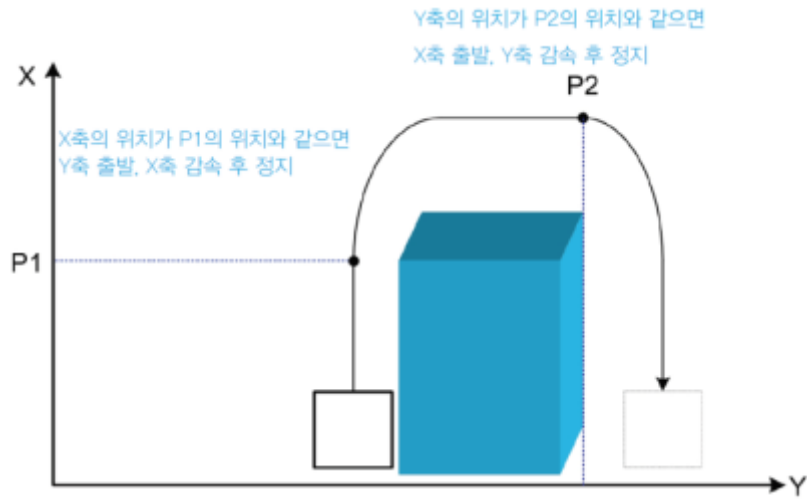 Y축의 위치가 P2의 위치와 같으면
X축 출발, Y축 감속 후 정지
P2
X
X축의 위치가 P1의 위치와 같으면
Y축 출발, X축 감속 후 정지
P1
Y